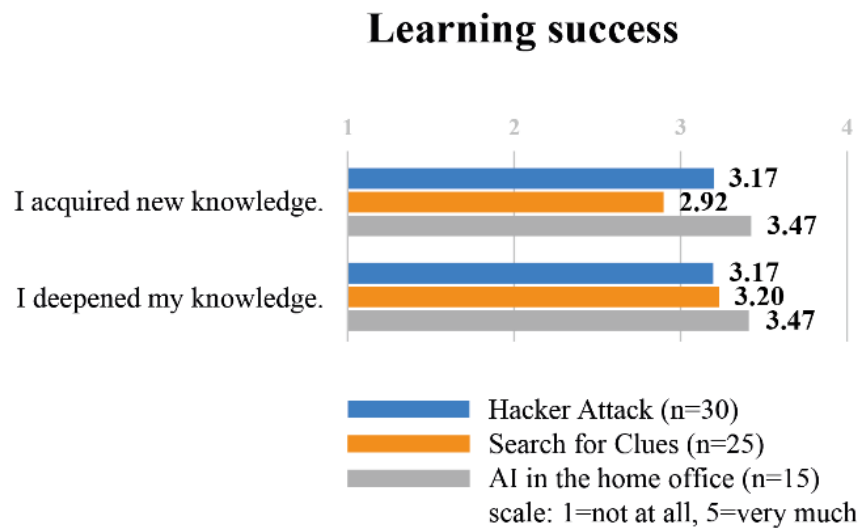 Learning success
1 2 3 4
I acquired new knowledge.
3.17
2.92
3.47
I deepened my knowledge.
3.17
3.20
3.47
Hacker Attack (n=30)
Search for Clues (n=25)
AI in the home office (n=15)
scale: 1=not at all, 5=very much